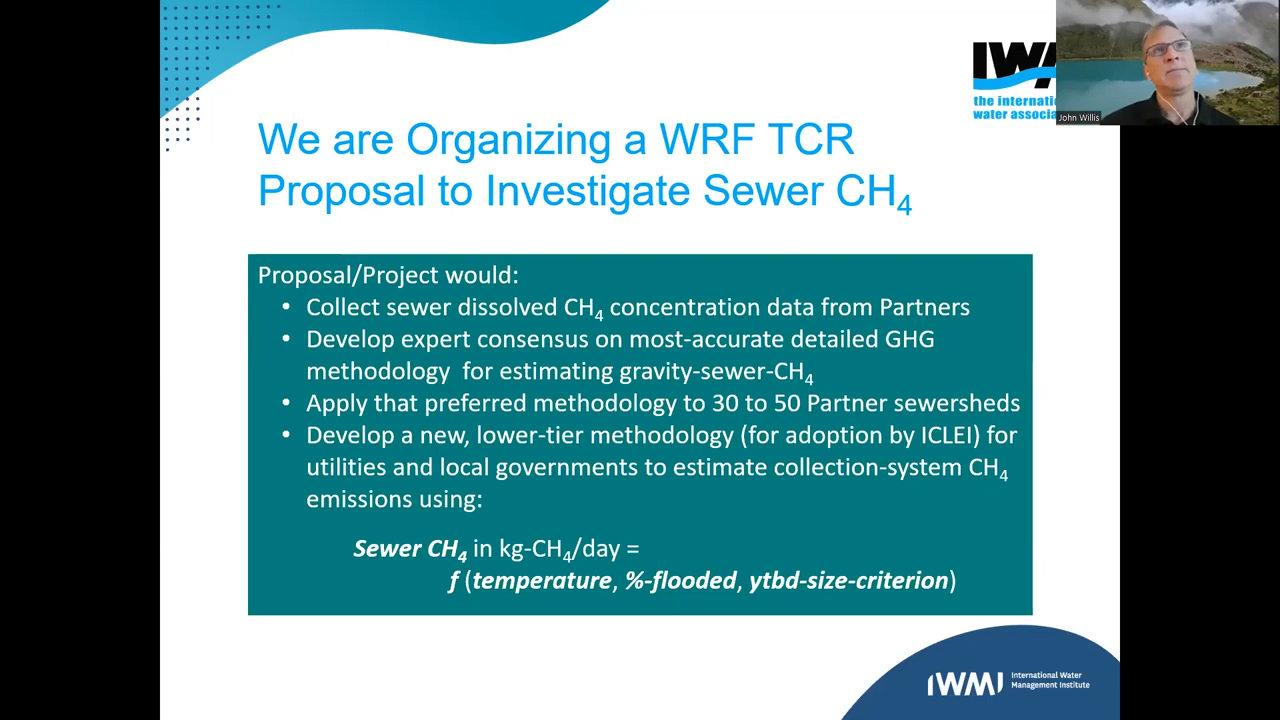 IWA
the internati
water associa
John Willis
We are Organizing a WRF TCR
Proposal to Investigate Sewer CH₄
Proposal/Project would:
• Collect sewer dissolved CH₄ concentration data from Partners
• Develop expert consensus on most-accurate detailed GHG
methodology for estimating gravity-sewer-CH₄
• Apply that preferred methodology to 30 to 50 Partner sewersheds
• Develop a new, lower-tier methodology (for adoption by ICLEI) for
utilities and local governments to estimate collection-system CH₄
emissions using:
Sewer CH₄ in kg-CH₄/day =
f (temperature, %-flooded, ytbd-size-criterion)
IWMI
International Water
Management Institute